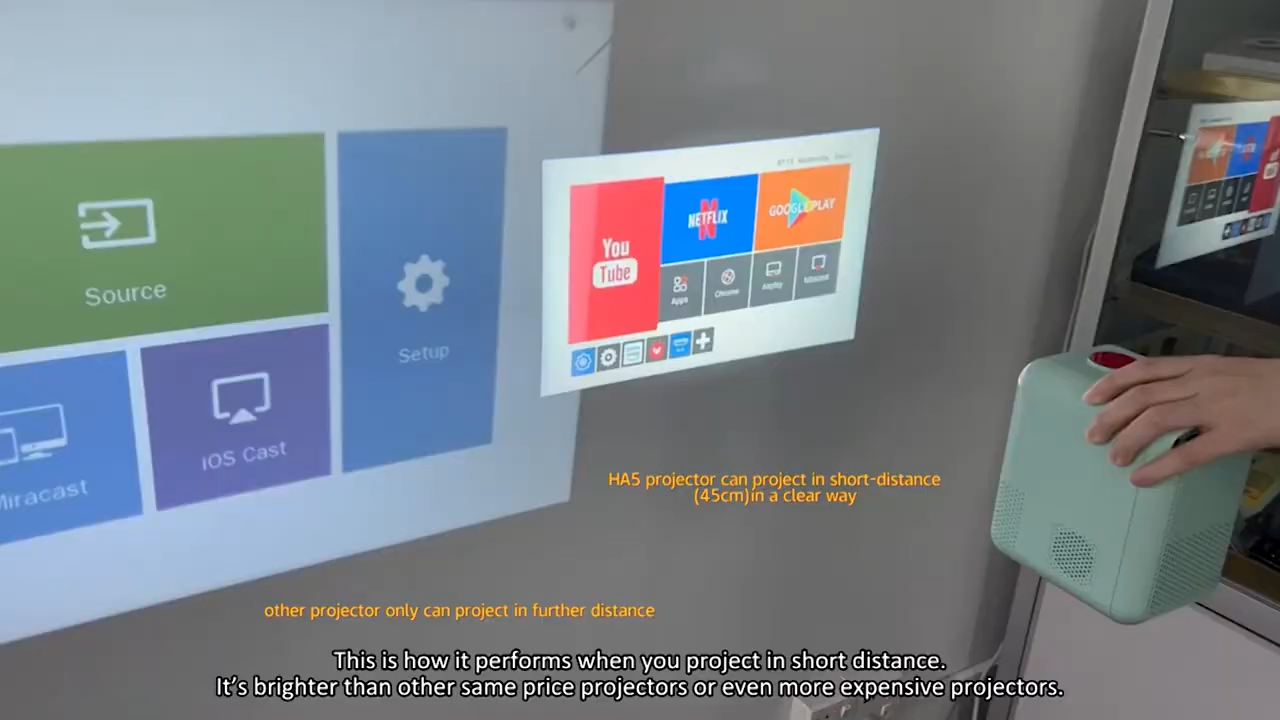 Source
Setup
Miracast
iOS Cast
You
Tube
NETFLIX
GOOGLE PLAY
Apps
Chrome
HA5 projector can project in short-distance
(45cm)in a clear way
other projector only can project in further distance
This is how it performs when you project in short distance.
It's brighter than other same price projectors or even more expensive projectors.